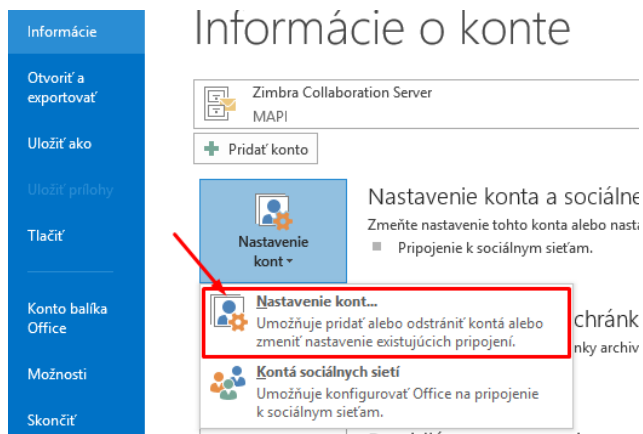 Informácie
Otvoriť a
exportovať
Uložiť ako
Uložiť prílohy
Tlačiť
Konto balíka
Office
Možnosti
Skončiť
Informácie o konte
Zimbra Collaboration Server
MAPI
Pridať konto
Nastavenie
kont
Nastavenie konta a sociálne
Zmeňte nastavenie tohto konta alebo nasta
Pripojenie k sociálnym sieťam.
Nastavenie kont...
Umožňuje pridať alebo odstrániť kontá alebo
zmeniť nastavenie existujúcich pripojení.
Kontá sociálnych sietí
Umožňuje konfigurovať Office na pripojenie
k sociálnym sieťam.
chránk
nky archiv